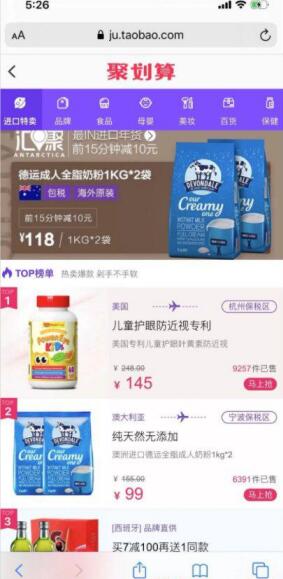 5:26
AA
ju.taobao.com
聚划算
进口特卖
品牌
食品
母婴
美妆
百货
保健
汇聚
ANTARCTICA
最IN进口年货
前15分钟减10元
德运成人全脂奶粉1KG*2袋
包税
海外原装
前15分钟减10元
¥118 / 1KG*2袋
DEVONDALE
our Creamy one
TOP榜单 热卖爆款 剁手不手软
TOP 1
美国
杭州保税区
儿童护眼防近视专利
美国专利儿童护眼叶黄素防近视
¥ 248.00
¥ 145
9257件已售
马上抢
KIDS
TOP 2
澳大利亚
宁波保税区
纯天然无添加
澳洲进口德运全脂成人奶粉1kg*2
¥ 155.00
¥ 99
6391件已售
马上抢
DEVONDALE
our Creamy one
TOP 3
[西班牙] 品牌直供
买7减100再送1同款